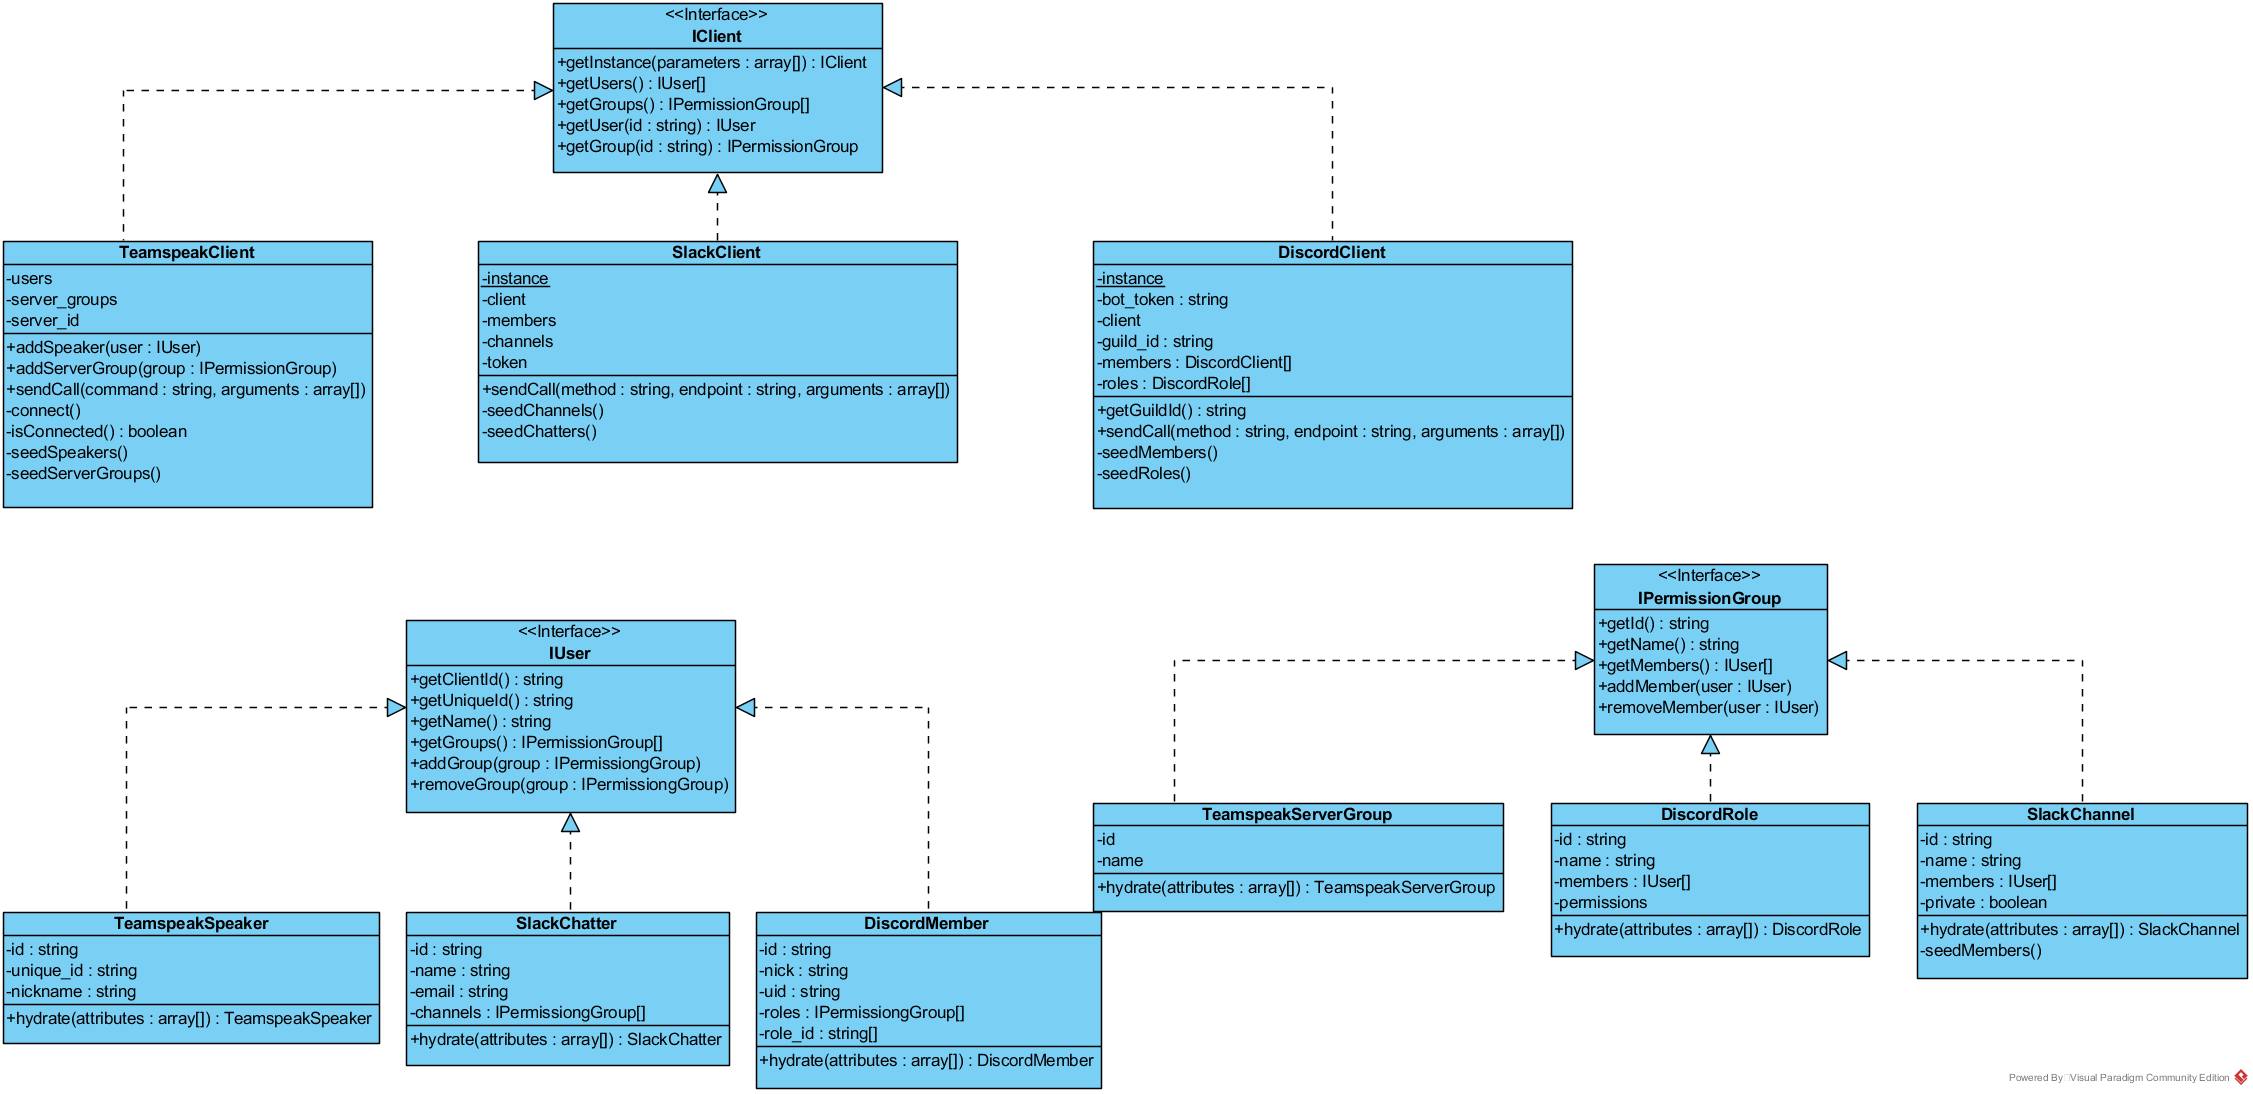 <<Interface>>
IClient
+getInstance(parameters : array[]) : IClient
+getUsers() : IUser[]
+getGroups() : IPermissionGroup[]
+getUser(id : string) : IUser
+getGroup(id : string) : IPermissionGroup
TeamspeakClient
-users
-server_groups
-server_id
+addSpeaker(user : IUser)
+addServerGroup(group : IPermissionGroup)
+sendCall(command : string, arguments : array[])
-connect()
-isConnected() : boolean
-seedSpeakers()
-seedServerGroups()
SlackClient
-instance
-client
-members
-channels
-token
+sendCall(method : string, endpoint : string, arguments : array[])
-seedChannels()
-seedChatters()
DiscordClient
-instance
-bot_token : string
-client
-guild_id : string
-members : DiscordClient[]
-roles : DiscordRole[]
+getGuildId() : string
+sendCall(method : string, endpoint : string, arguments : array[])
-seedMembers()
-seedRoles()
<<Interface>>
IUser
+getClientId() : string
+getUniqueId() : string
+getName() : string
+getGroups() : IPermissionGroup[]
+addGroup(group : IPermissiongGroup)
+removeGroup(group : IPermissiongGroup)
<<Interface>>
IPermissionGroup
+getId() : string
+getName() : string
+getMembers() : IUser[]
+addMember(user : IUser)
+removeMember(user : IUser)
TeamspeakServerGroup
-id
-name
+hydrate(attributes : array[]) : TeamspeakServerGroup
DiscordRole
-id : string
-name : string
-members : IUser[]
-permissions
+hydrate(attributes : array[]) : DiscordRole
SlackChannel
-id : string
-name : string
-members : IUser[]
-private : boolean
+hydrate(attributes : array[]) : SlackChannel
-seedMembers()
TeamspeakSpeaker
-id : string
-unique_id : string
-nickname : string
+hydrate(attributes : array[]) : TeamspeakSpeaker
SlackChatter
-id : string
-name : string
-email : string
-channels : IPermissiongGroup[]
+hydrate(attributes : array[]) : SlackChatter
DiscordMember
-id : string
-nick : string
-uid : string
-roles : IPermissiongGroup[]
-role_id : string[]
+hydrate(attributes : array[]) : DiscordMember
Powered By Visual Paradigm Community Edition